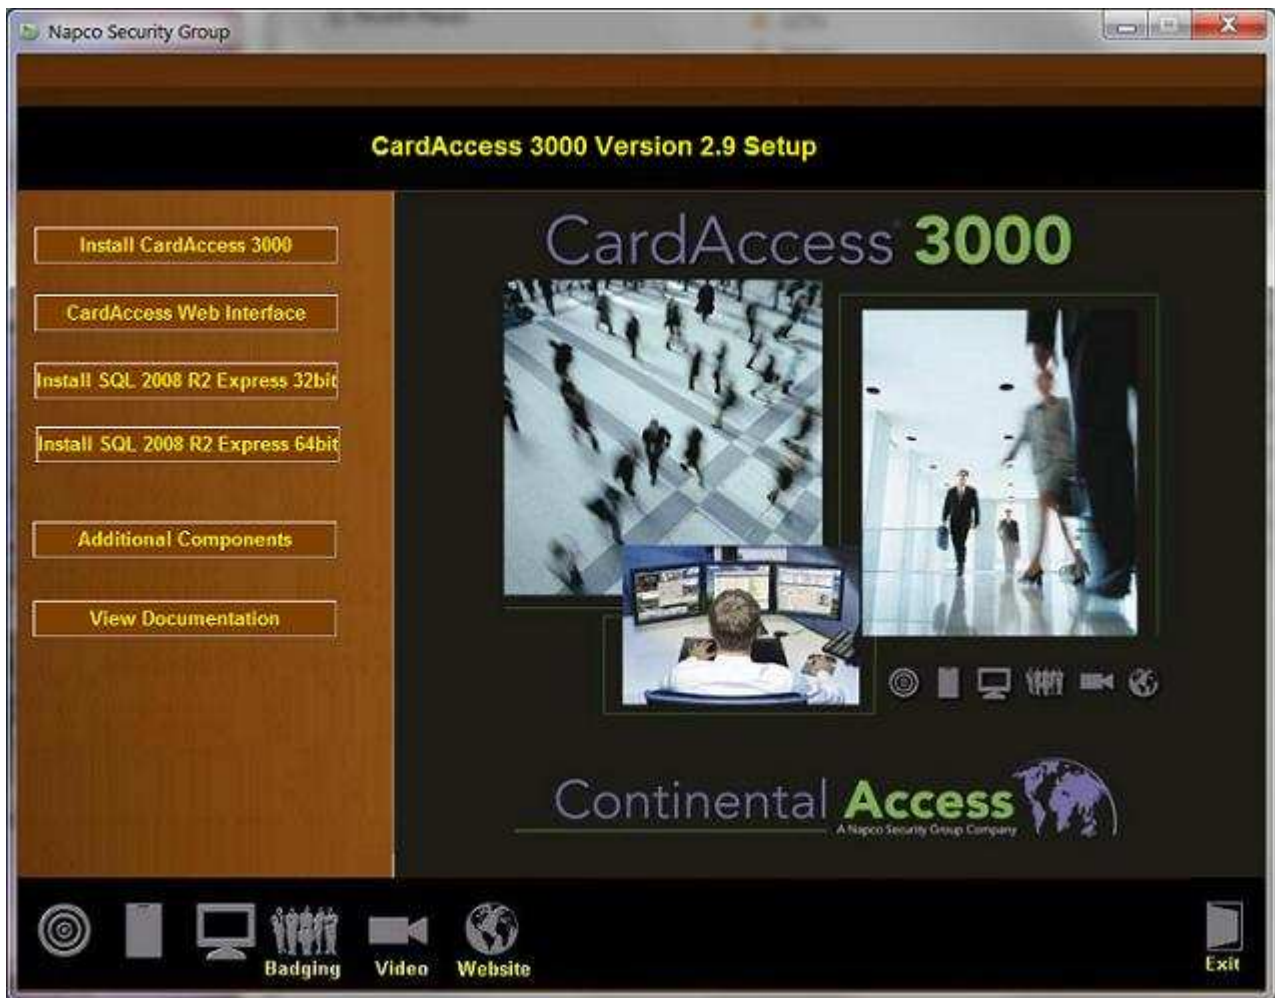 Napco Security Group
CardAccess 3000 Version 2.9 Setup
Install CardAccess 3000
CardAccess Web Interface
Install SQL 2008 R2 Express 32bit
Install SQL 2008 R2 Express 64bit
Additional Components
View Documentation
CardAccess 3000
Continental Access
A Napco Security Group Company
Badging
Video
Website
Exit